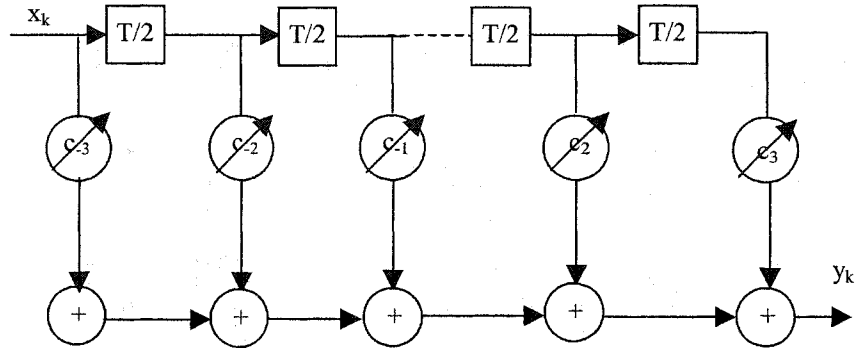 x_k
T/2 T/2 T/2 T/2
c_-3 c_-2 c_-1 c_2 c_3
y_k
+ + + + +